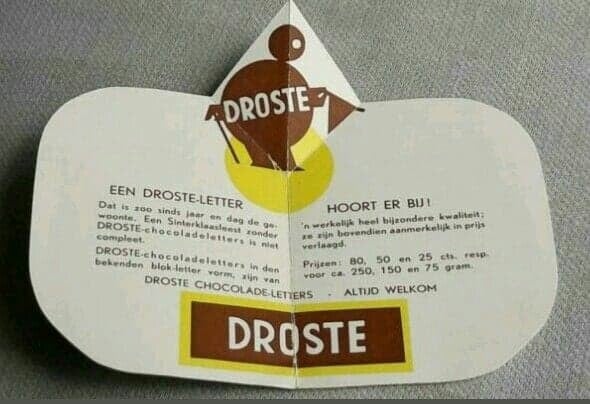 DROSTE
EEN DROSTE-LETTER
Dat is zoo sinds jaar en dag de ge-
woonte. Een Sinterklaasfeest zonder
DROSTE-chocoladeletters is niet
compleet.
DROSTE-chocoladeletters in den
bekenden blok-letter vorm, zijn van
HOORT ER BIJ!
'n werkelijk heel bijzondere kwaliteit;
ze zijn bovendien aanmerkelijk in prijs
verlaagd.
Prijzen: 80, 50 en 25 cts. resp.
voor ca. 250, 150 en 75 gram.
DROSTE CHOCOLADE-LETTERS - ALTIJD WELKOM
DROSTE